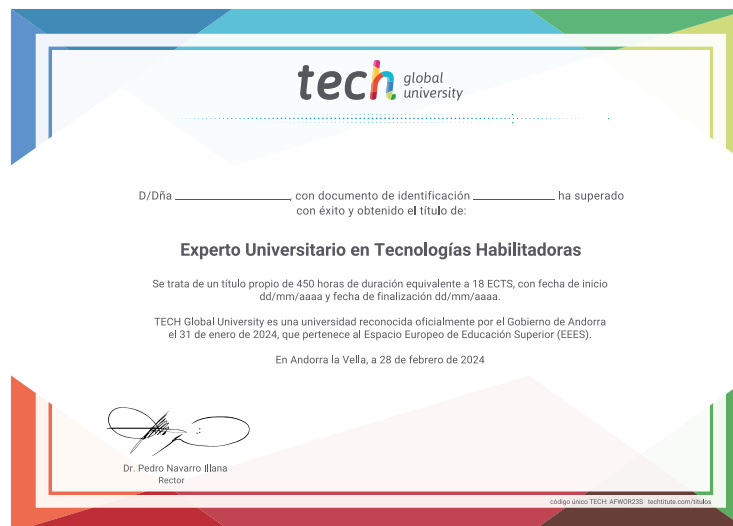 tech global
university
D/Dña ____________________, con documento de identificación ______________ ha superado
con éxito y obtenido el título de:
Experto Universitario en Tecnologías Habilitadoras
Se trata de un título propio de 450 horas de duración equivalente a 18 ECTS, con fecha de inicio
dd/mm/aaaa y fecha de finalización dd/mm/aaaa.
TECH Global University es una universidad reconocida oficialmente por el Gobierno de Andorra
el 31 de enero de 2024, que pertenece al Espacio Europeo de Educación Superior (EEES).
En Andorra la Vella, a 28 de febrero de 2024
Dr. Pedro Navarro Illana
Rector
código único TECH: AFWOR23S techtitute.com/titulos